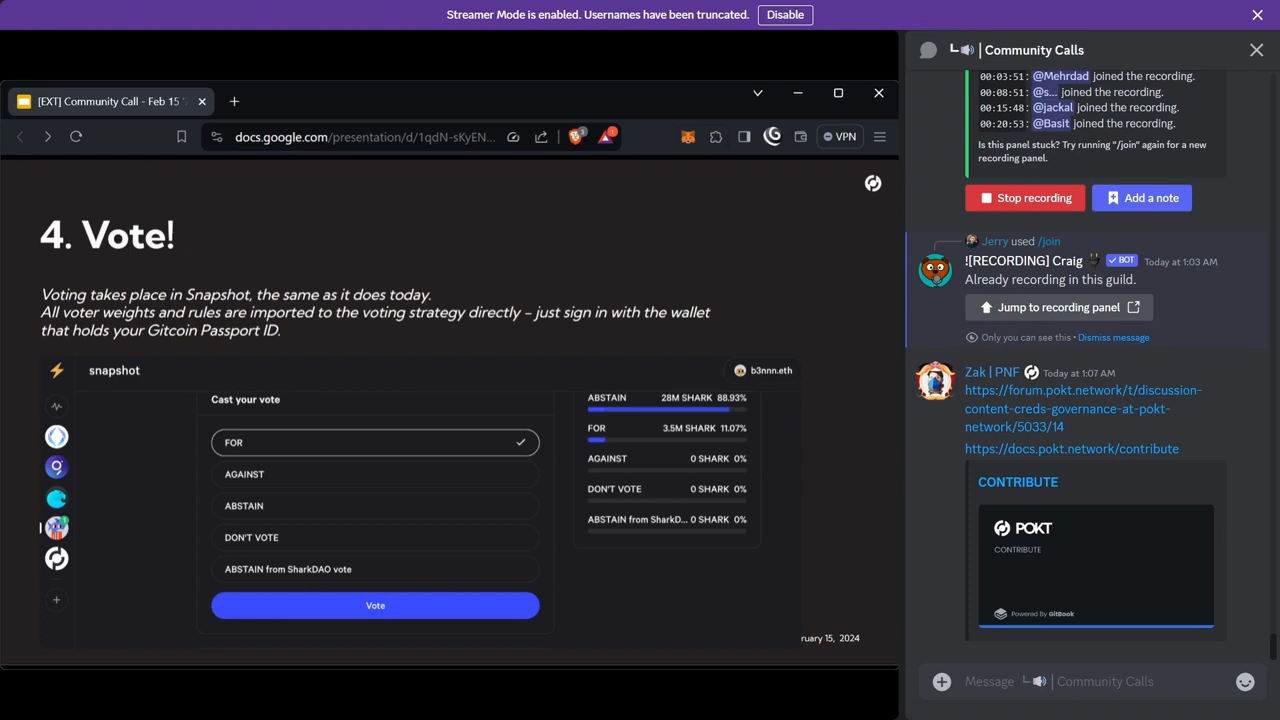 Streamer Mode is enabled. Usernames have been truncated.
Disable
[EXT] Community Call - Feb 15 '
docs.google.com/presentation/d/1qdN-sKyEN...
3
1
VPN
4. Vote!
Voting takes place in Snapshot, the same as it does today.
All voter weights and rules are imported to the voting strategy directly – just sign in with the wallet
that holds your Gitcoin Passport ID.
snapshot
b3nnn.eth
Cast your vote
FOR
AGAINST
ABSTAIN
DON'T VOTE
ABSTAIN from SharkDAO vote
Vote
ABSTAIN 28M SHARK 88.93%
FOR 3.5M SHARK 11.07%
AGAINST 0 SHARK 0%
DON'T VOTE 0 SHARK 0%
ABSTAIN from SharkD... 0 SHARK 0%
ruary 15, 2024
Community Calls
00:03:51: @Mehrdad joined the recording.
00:08:51: @s... joined the recording.
00:15:48: @jackal joined the recording.
00:20:53: @Basit joined the recording.
Is this panel stuck? Try running "/join" again for a new
recording panel.
Stop recording
Add a note
Jerry used /join
![RECORDING] Craig BOT Today at 1:03 AM
Already recording in this guild.
Jump to recording panel
Only you can see this • Dismiss message
Zak | PNF Today at 1:07 AM
https://forum.pokt.network/t/discussion-
content-creds-governance-at-pokt-
network/5033/14
https://docs.pokt.network/contribute
CONTRIBUTE
POKT
CONTRIBUTE
Powered By GitBook
Message Community Calls